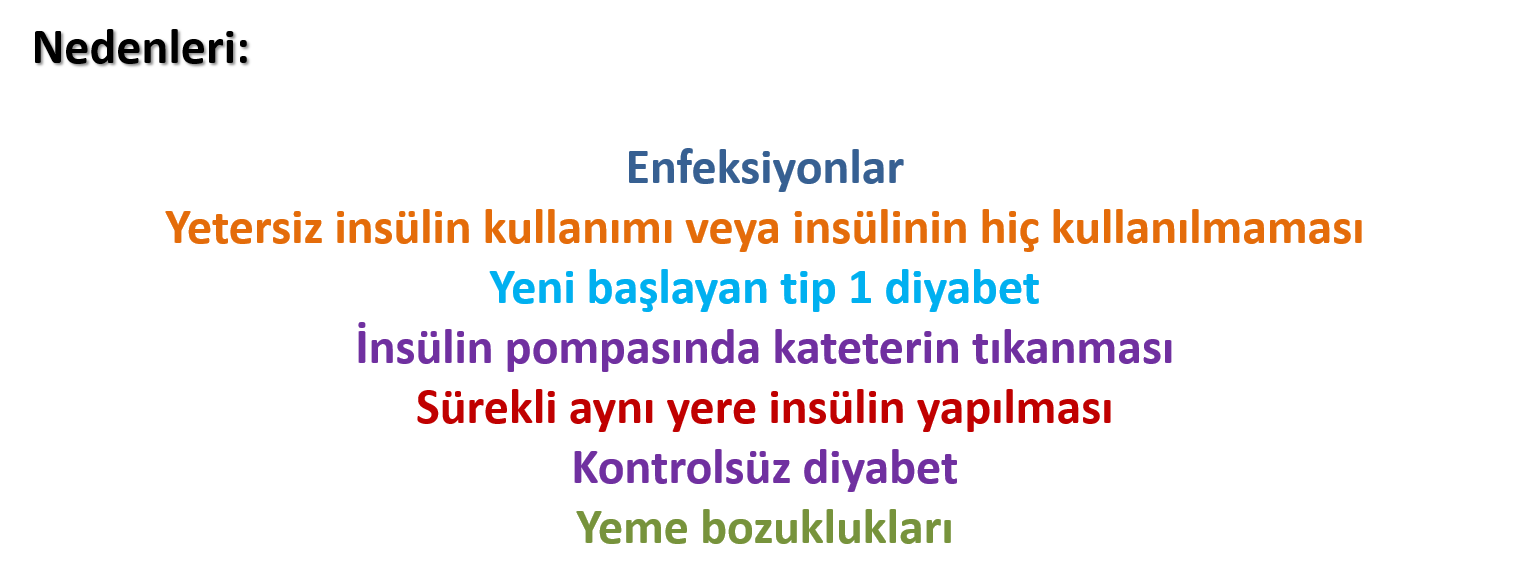 Nedenleri:
Enfeksiyonlar
Yetersiz insülin kullanımı veya insülinin hiç kullanılmaması
Yeni başlayan tip 1 diyabet
İnsülin pompasında kateterin tıkanması
Sürekli aynı yere insülin yapılması
Kontrolsüz diyabet
Yeme bozuklukları